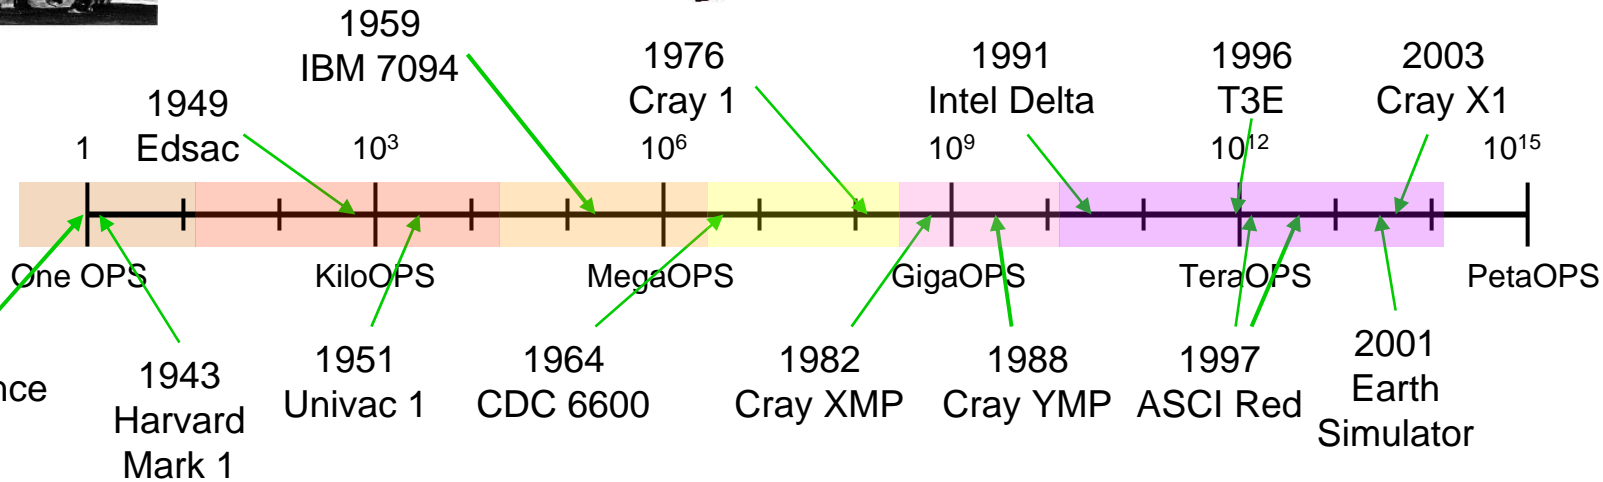 1959
IBM 7094
1976
Cray 1
1991
Intel Delta
1996
T3E
2003
Cray X1
1949
Edsac
1
10³
10⁶
10⁹
10¹²
10¹⁵
One OPS
KiloOPS
MegaOPS
GigaOPS
TeraOPS
PetaOPS
nce
1943
Harvard
Mark 1
1951
Univac 1
1964
CDC 6600
1982
Cray XMP
1988
Cray YMP
1997
ASCI Red
2001
Earth
Simulator